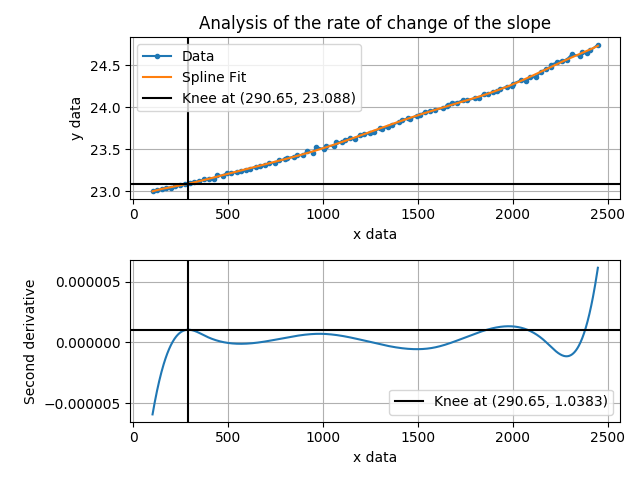 Analysis of the rate of change of the slope
Data
Spline Fit
Knee at (290.65, 23.088)
24.5
24.0
23.5
23.0
y data
0 500 1000 1500 2000 2500
x data
0.000005
0.000000
−0.000005
Second derivative
Knee at (290.65, 1.0383)
0 500 1000 1500 2000 2500
x data